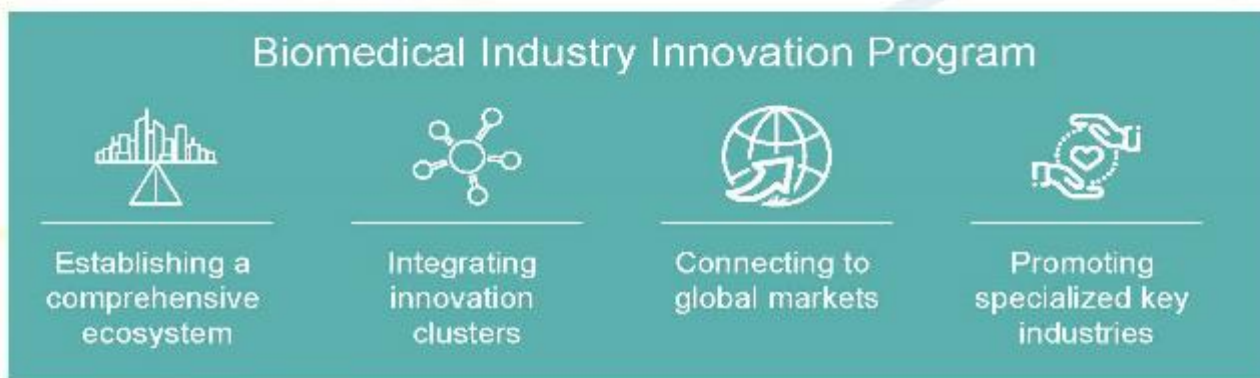 Biomedical Industry Innovation Program
Establishing a
comprehensive
ecosystem
Integrating
innovation
clusters
Connecting to
global markets
Promoting
specialized key
industries